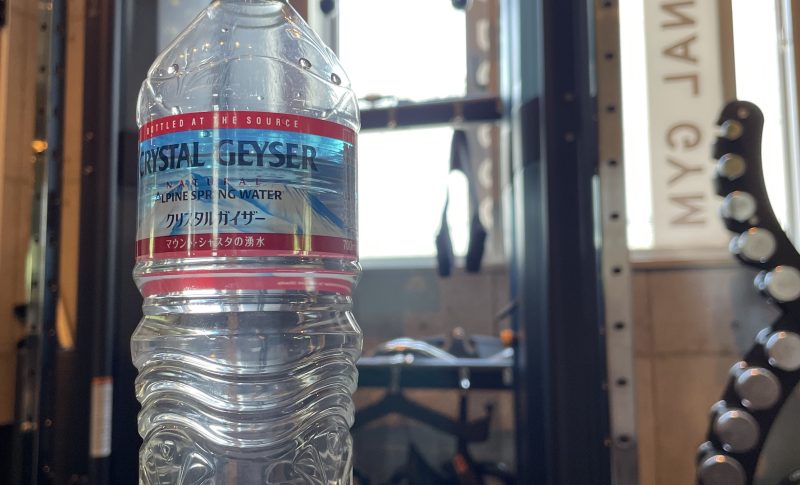 BOTTLED AT THE SOURCE
CRYSTAL GEYSER
NATURAL
ALPINE SPRING WATER
クリスタルガイザー
マウント・シャスタの湧水
700
NAL GYM